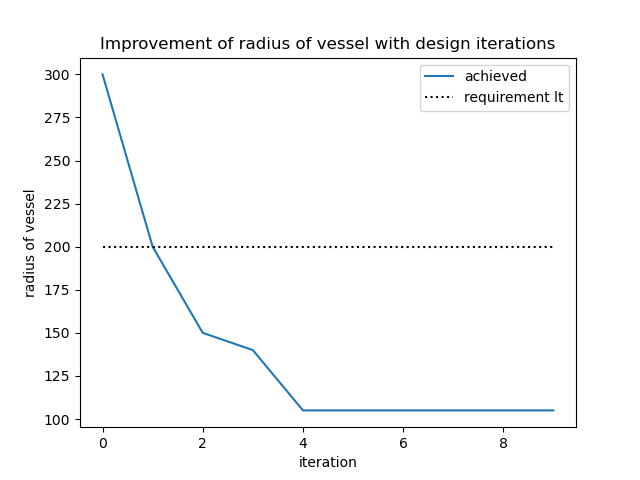 Improvement of radius of vessel with design iterations
achieved
requirement lt
300
275
250
225
200
175
150
125
100
radius of vessel
0 2 4 6 8
iteration